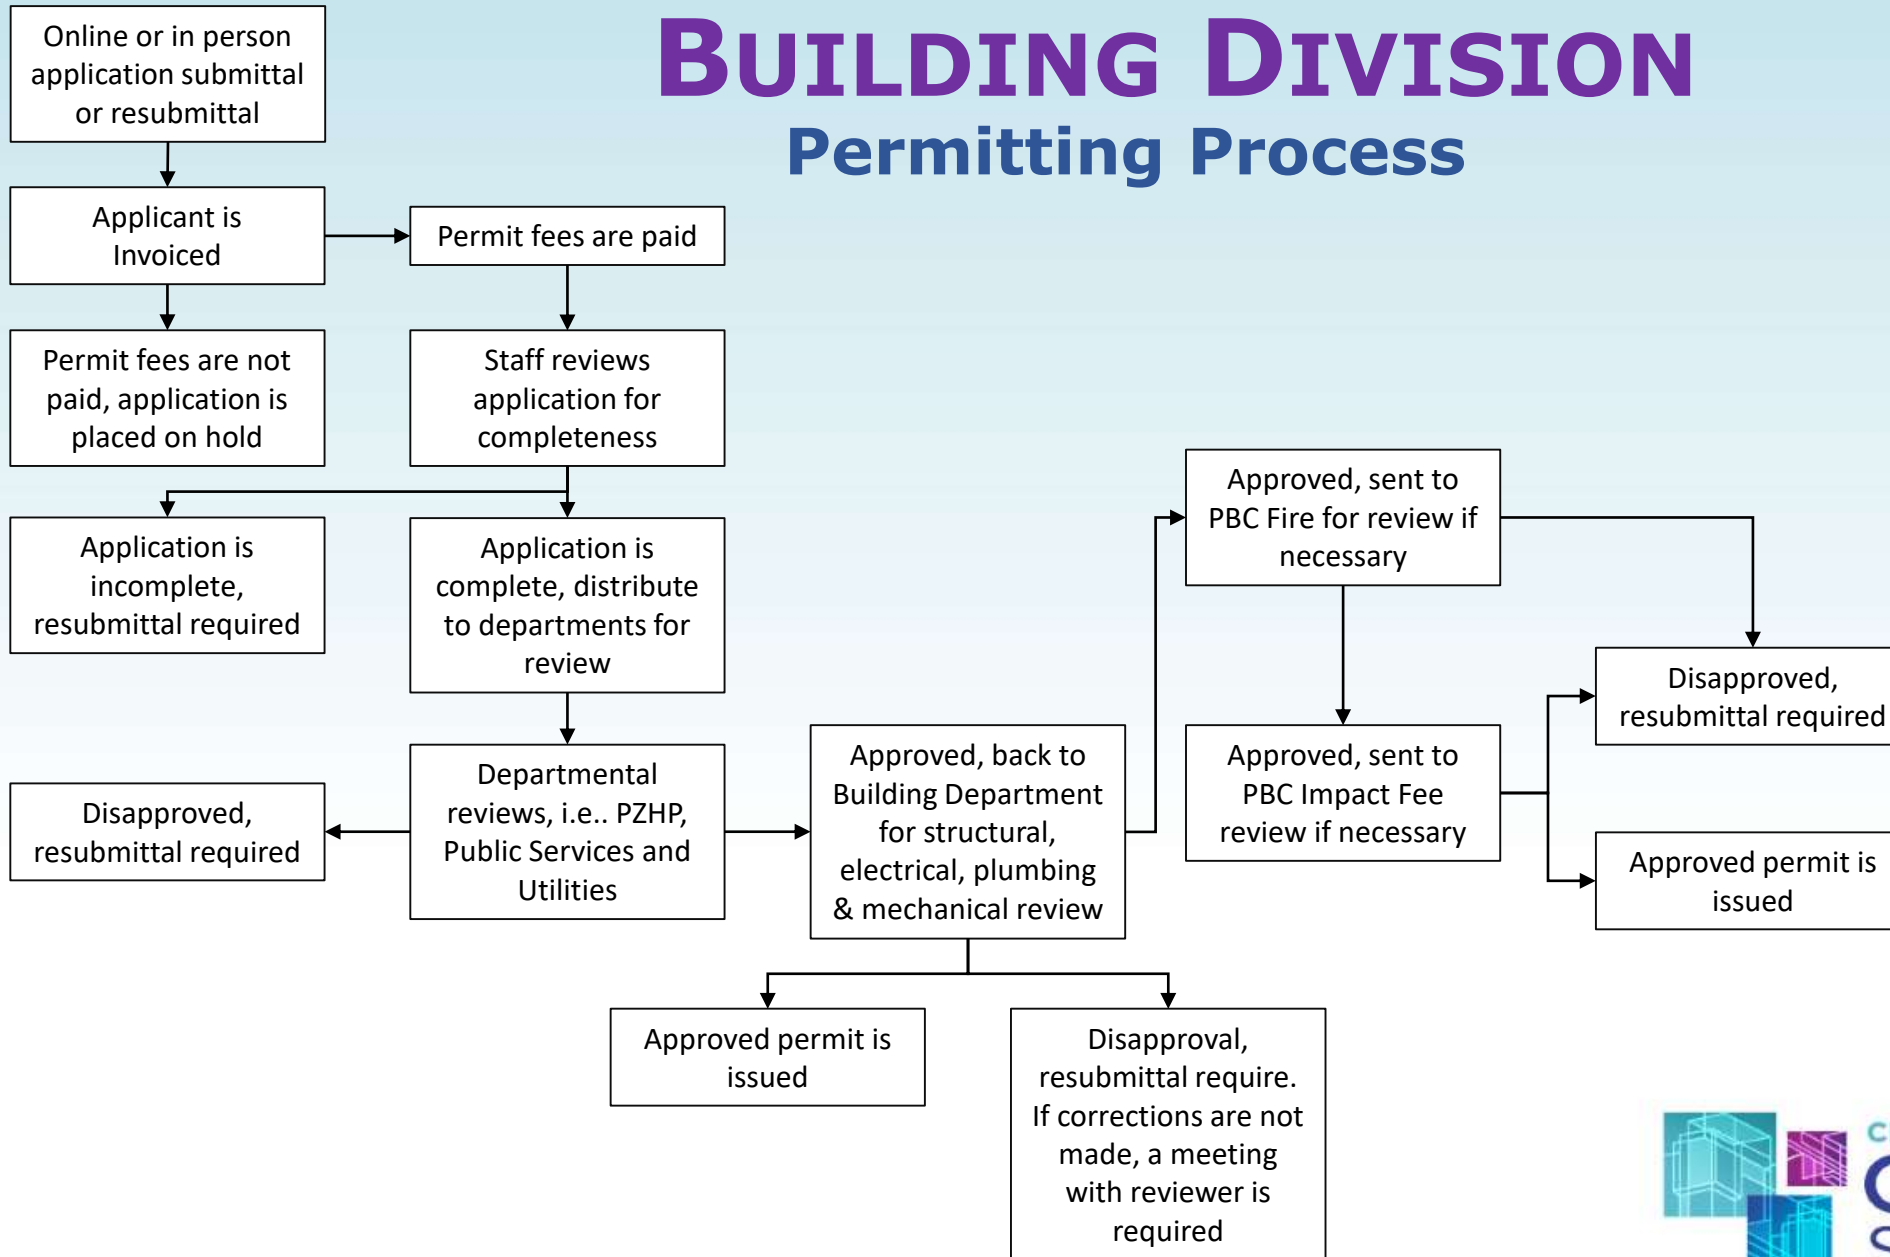 BUILDING DIVISION
Permitting Process
Online or in person
application submittal
or resubmittal
Applicant is
Invoiced
Permit fees are paid
Permit fees are not
paid, application is
placed on hold
Staff reviews
application for
completeness
Application is
incomplete,
resubmittal required
Application is
complete, distribute
to departments for
review
Disapproved,
resubmittal required
Departmental
reviews, i.e.. PZHP,
Public Services and
Utilities
Approved, back to
Building Department
for structural,
electrical, plumbing
& mechanical review
Approved, sent to
PBC Fire for review if
necessary
Approved, sent to
PBC Impact Fee
review if necessary
Disapproved,
resubmittal required
Approved permit is
issued
Approved permit is
issued
Disapproval,
resubmittal require.
If corrections are not
made, a meeting
with reviewer is
required